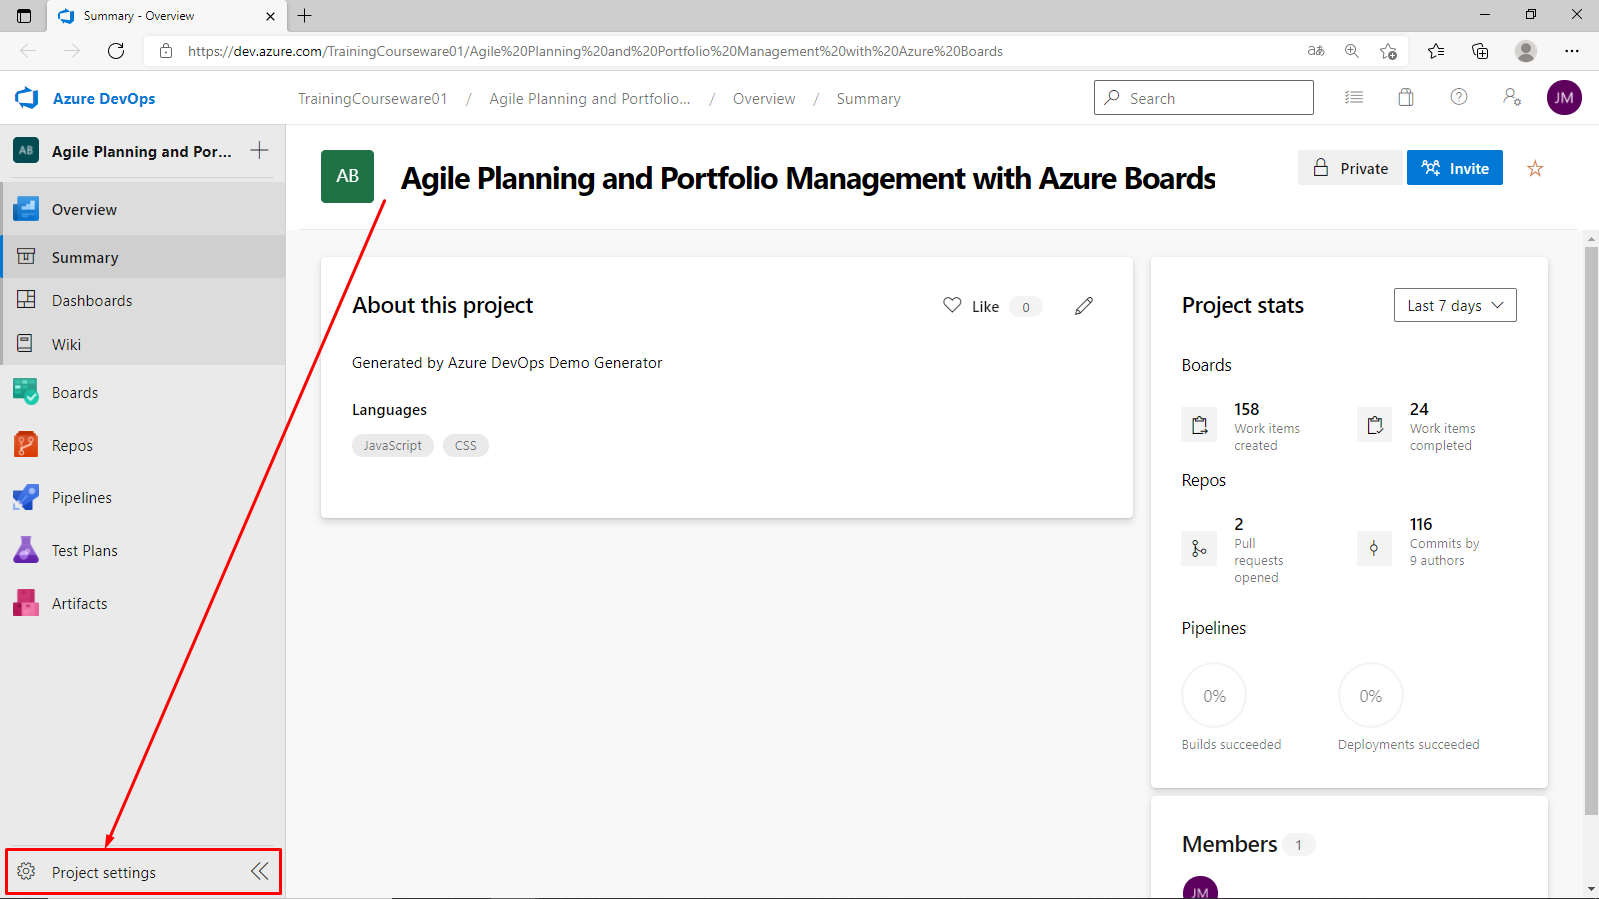 Summary - Overview
https://dev.azure.com/TrainingCourseware01/Agile%20Planning%20and%20Portfolio%20Management%20with%20Azure%20Boards
Azure DevOps
TrainingCourseware01 / Agile Planning and Portfolio... / Overview / Summary
Search
JM
AB
Agile Planning and Por...
Overview
Summary
Dashboards
Wiki
Boards
Repos
Pipelines
Test Plans
Artifacts
Project settings
AB
Agile Planning and Portfolio Management with Azure Boards
Private
Invite
About this project
Like 0
Generated by Azure DevOps Demo Generator
Languages
JavaScript CSS
Project stats
Last 7 days
Boards
158
Work items
created
24
Work items
completed
Repos
2
Pull
requests
opened
116
Commits by
9 authors
Pipelines
0%
Builds succeeded
0%
Deployments succeeded
Members 1
JM